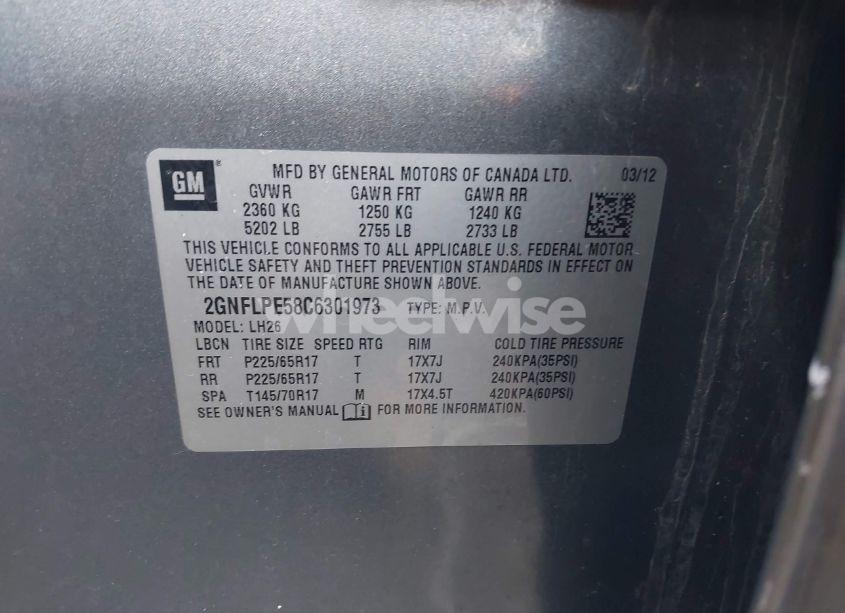 GM MFD BY GENERAL MOTORS OF CANADA LTD. 03/12
GVWR GAWR FRT GAWR RR
2360 KG 1250 KG 1240 KG
5202 LB 2755 LB 2733 LB
THIS VEHICLE CONFORMS TO ALL APPLICABLE U.S. FEDERAL MOTOR
VEHICLE SAFETY AND THEFT PREVENTION STANDARDS IN EFFECT ON
THE DATE OF MANUFACTURE SHOWN ABOVE.
2GNFLPE58C6301973 TYPE: M.P.V.
wheelwise
MODEL: LH26
LBCN TIRE SIZE SPEED RTG RIM COLD TIRE PRESSURE
FRT P225/65R17 T 17X7J 240KPA(35PSI)
RR P225/65R17 T 17X7J 240KPA(35PSI)
SPA T145/70R17 M 17X4.5T 420KPA(60PSI)
SEE OWNER'S MANUAL FOR MORE INFORMATION.